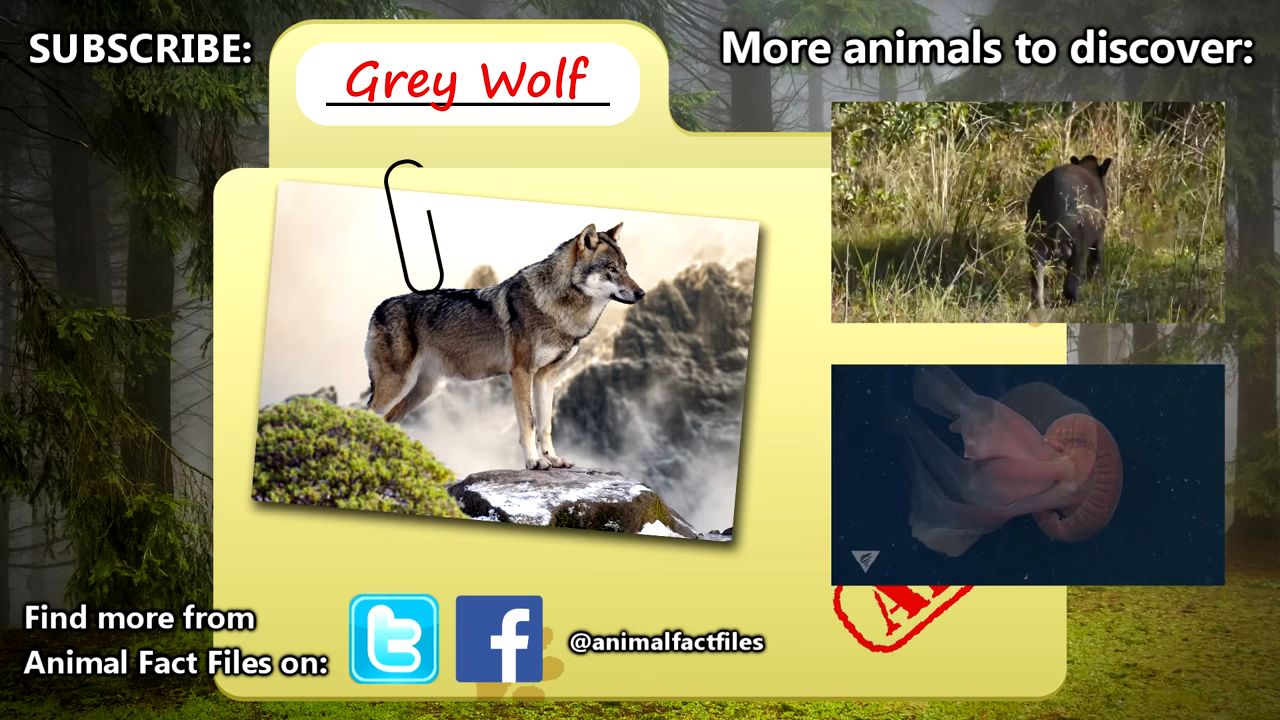 SUBSCRIBE:
Grey Wolf
More animals to discover:
Find more from
Animal Fact Files on:
@animalfactfiles